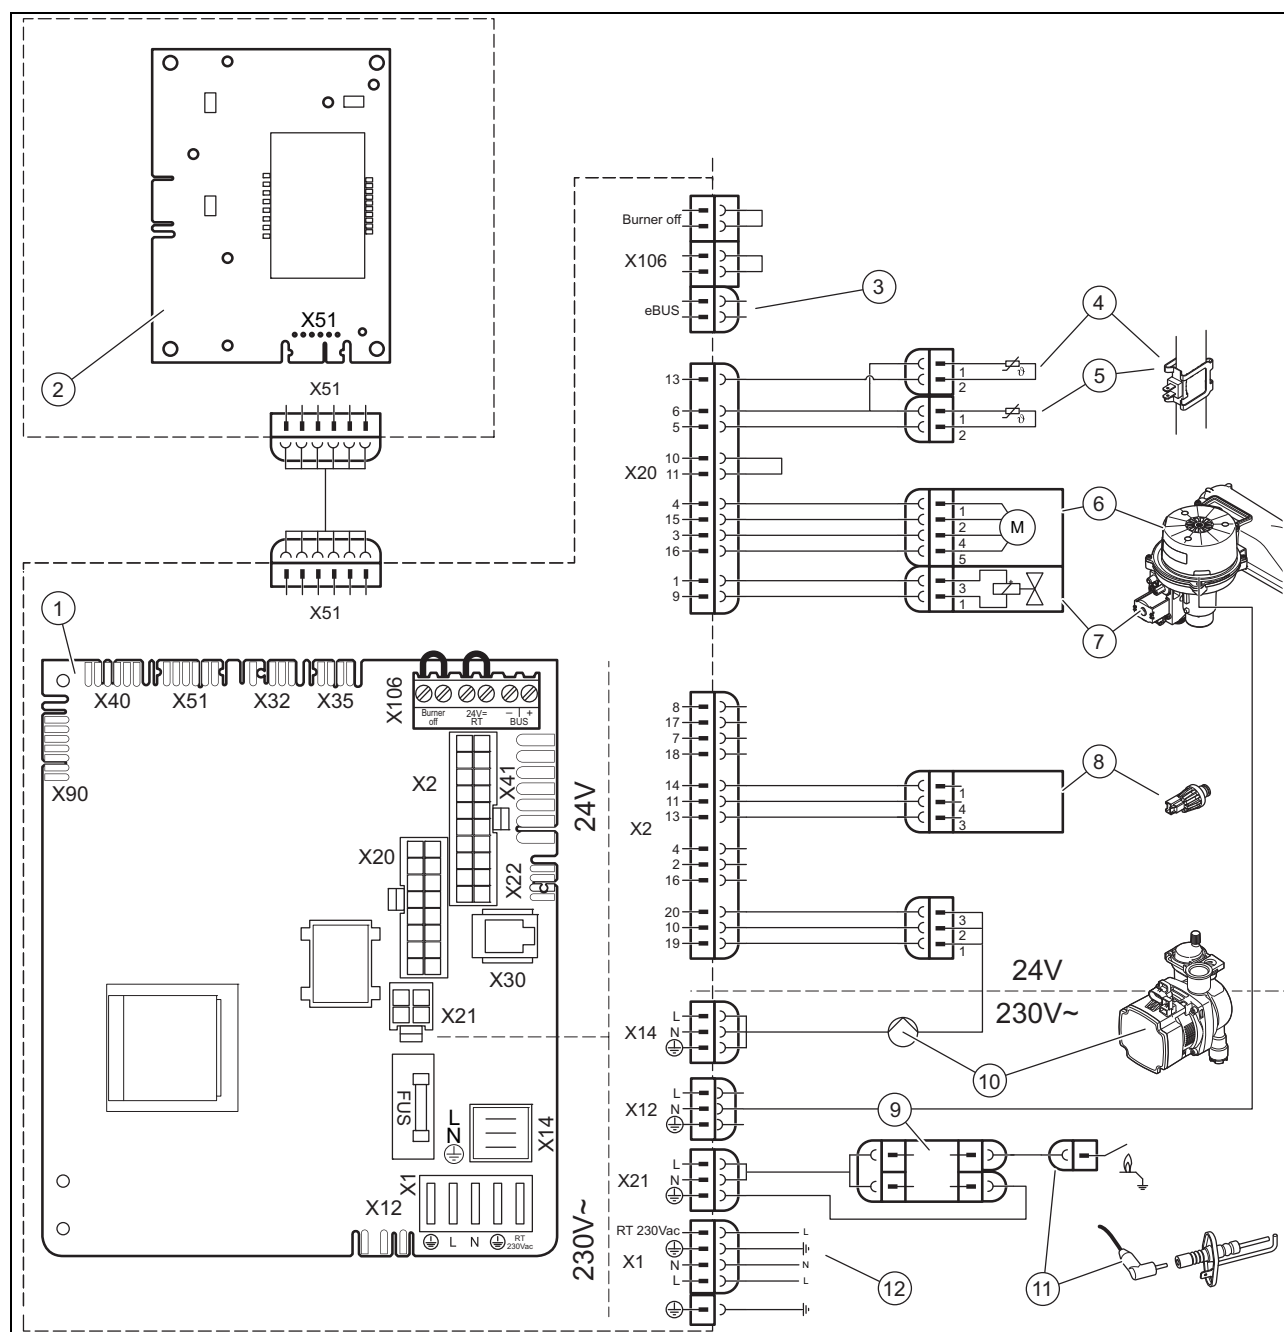 X51
2
X51
X51
1
X40
X51
X32
X35
X106
Burner
off
24V=
RT
– | +
BUS
X90
X2
X41
X20
X22
X30
X21
24V
FUS
L
N
X14
X1
X12
L
N
RT
230Vac
230V~
Burner off
X106
eBUS
3
13
6
5
10
11
X20
4
15
3
16
1
9
1
2
ϑ
4
1
2
ϑ
5
1
2
4
5
M
6
3
1
7
8
17
7
18
14
11
13
X2
4
2
16
20
10
19
1
4
3
8
3
2
1
24V
230V~
X14
L
N
10
X12
L
N
9
X21
L
N
11
RT 230Vac
X1
N
L
L
N
L
12